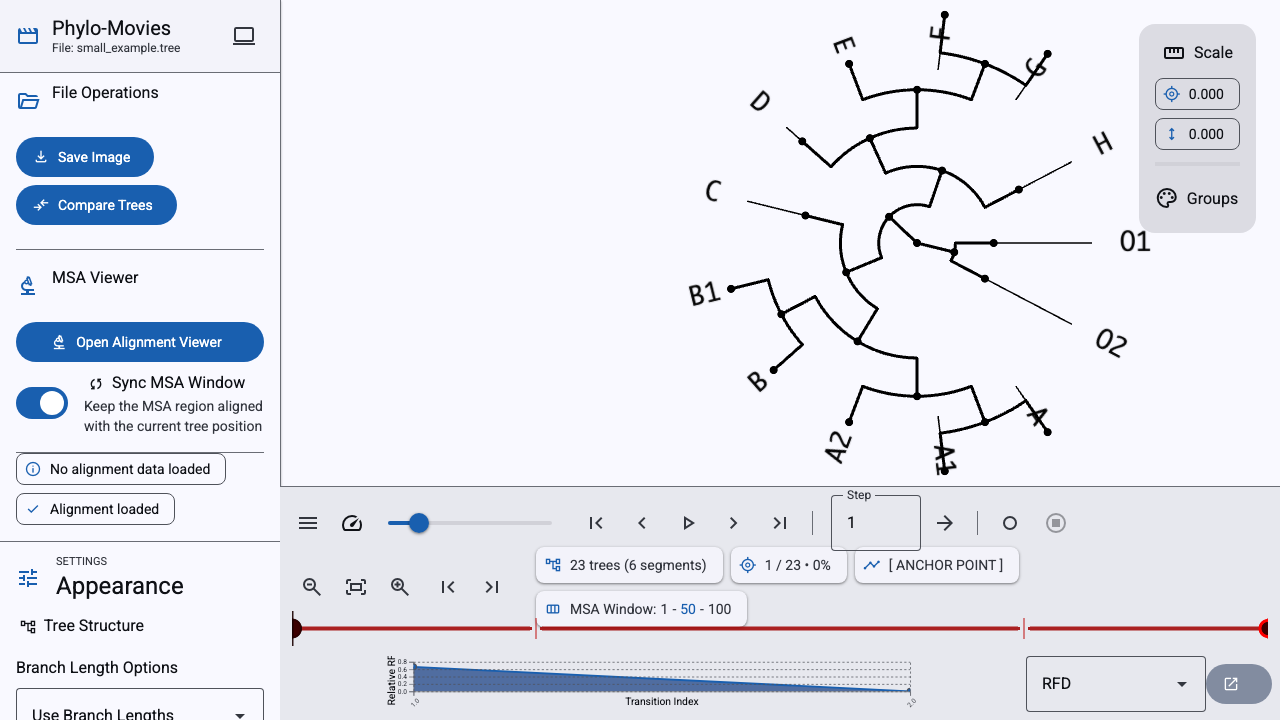 Phylo-Movies
File: small_example.tree
File Operations
Save Image
Compare Trees
MSA Viewer
Open Alignment Viewer
Sync MSA Window
Keep the MSA region aligned
with the current tree position
No alignment data loaded
Alignment loaded
SETTINGS
Appearance
Tree Structure
Branch Length Options
Use Branch Lengths
E
F
G
D
H
C
O1
B1
O2
B
A2
A1
A
Scale
0.000
0.000
Groups
Step
1
23 trees (6 segments)
1 / 23 • 0%
[ ANCHOR POINT ]
MSA Window: 1 - 50 - 100
Relative RF
0.8
0.6
0.4
0.2
0.0
1.0
2.0
Transition Index
RFD